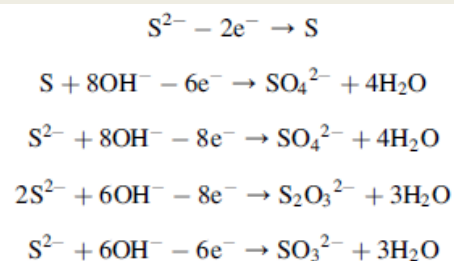 S²⁻ − 2e⁻ → S
S + 8OH⁻ − 6e⁻ → SO₄²⁻ + 4H₂O
S²⁻ + 8OH⁻ − 8e⁻ → SO₄²⁻ + 4H₂O
2S²⁻ + 6OH⁻ − 8e⁻ → S₂O₃²⁻ + 3H₂O
S²⁻ + 6OH⁻ − 6e⁻ → SO₃²⁻ + 3H₂O